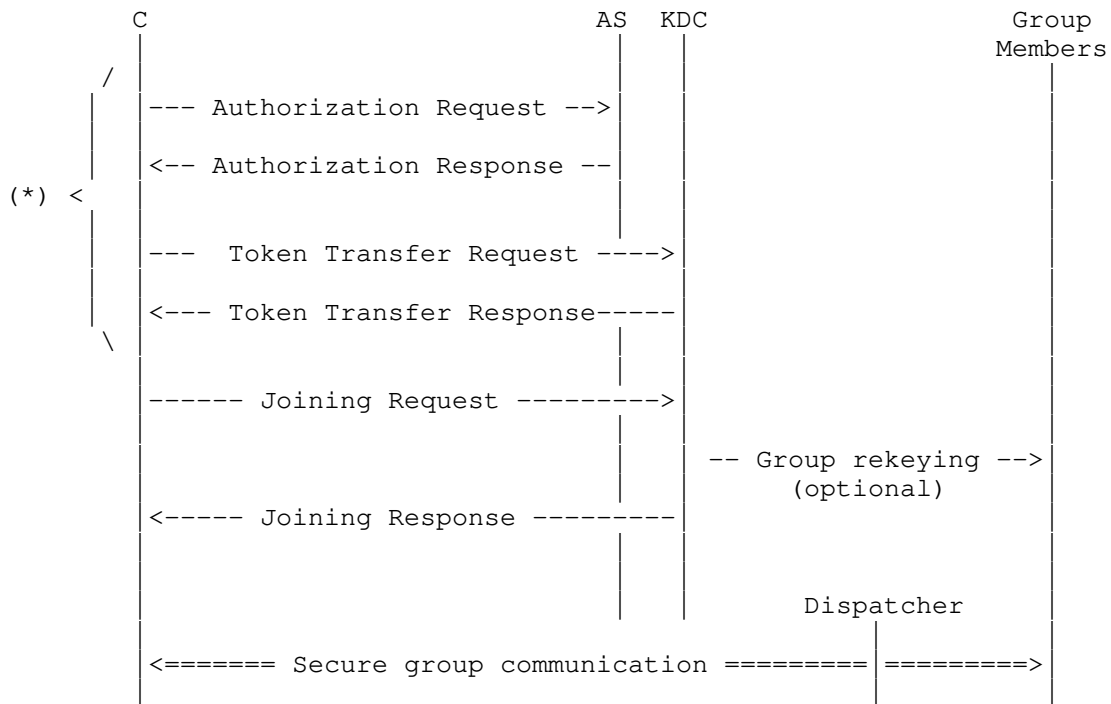 C AS KDC Group
Members
/
|--- Authorization Request -->|
|<-- Authorization Response --|
(*) <
|--- Token Transfer Request ---->|
|<--- Token Transfer Response-----|
\
|------ Joining Request --------->|
|-- Group rekeying -->|
(optional)
|<----- Joining Response ---------|
Dispatcher
|<======= Secure group communication =========|=========>|